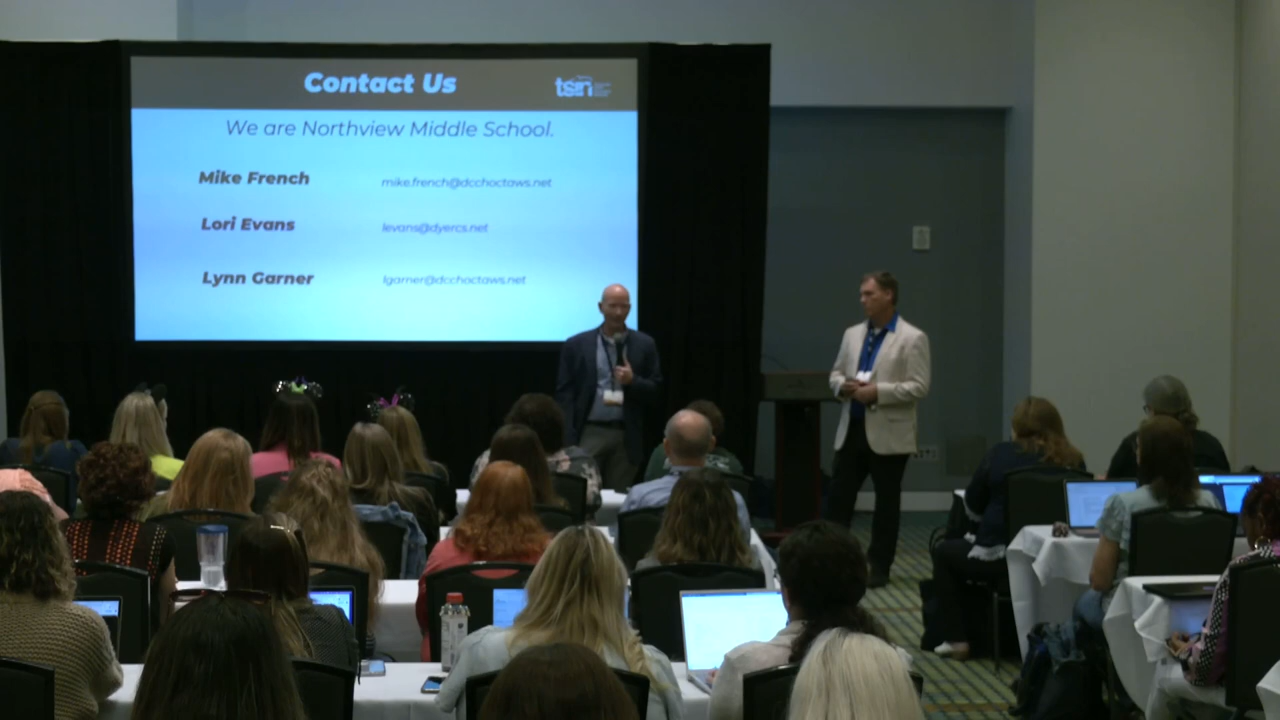 Contact Us
tsin
We are Northview Middle School.
Mike French mike.french@dcchoctaws.net
Lori Evans levans@dyercs.net
Lynn Garner lgarner@dcchoctaws.net